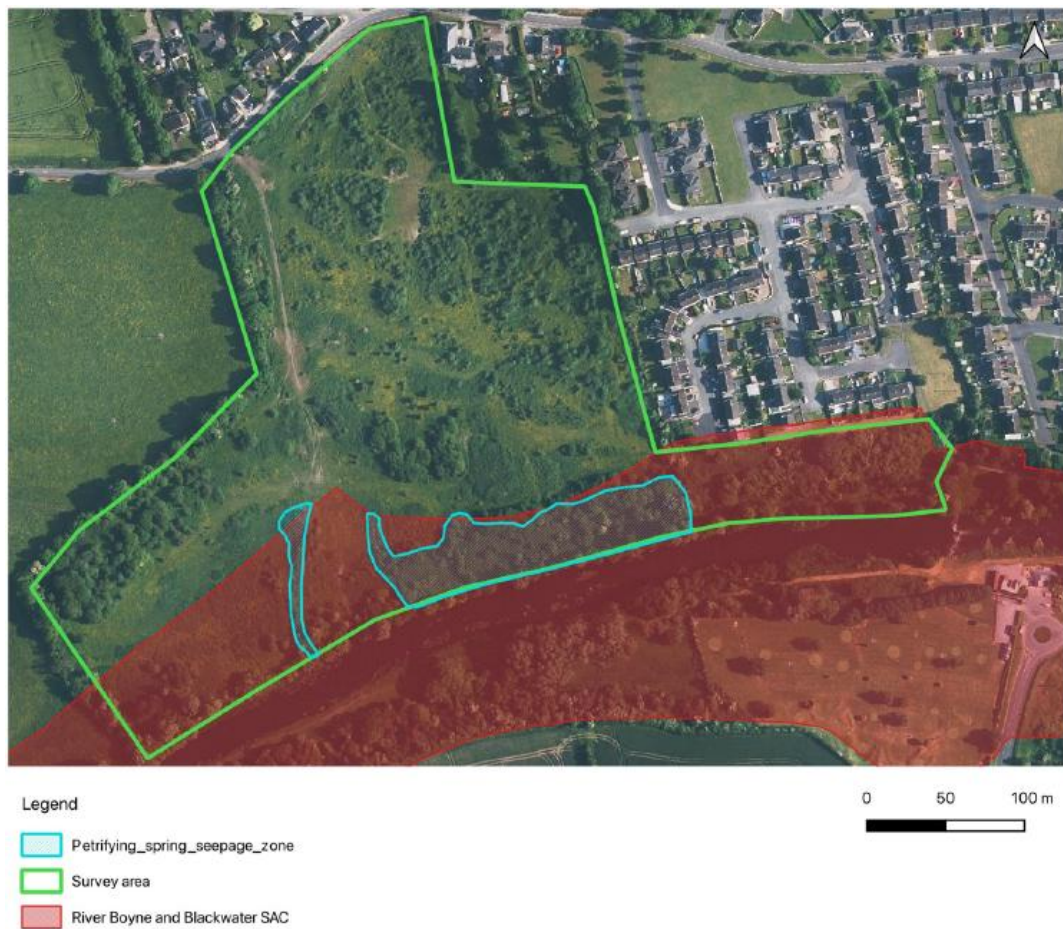 Legend
0 50 100 m
Petrifying_spring_seepage_zone
Survey area
River Boyne and Blackwater SAC